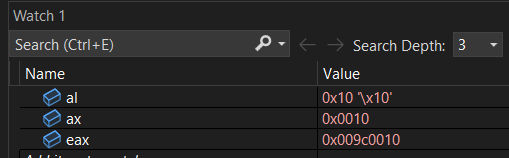 Watch 1
Search (Ctrl+E) Search Depth: 3
Name Value
al 0x10 '\x10'
ax 0x0010
eax 0x009c0010